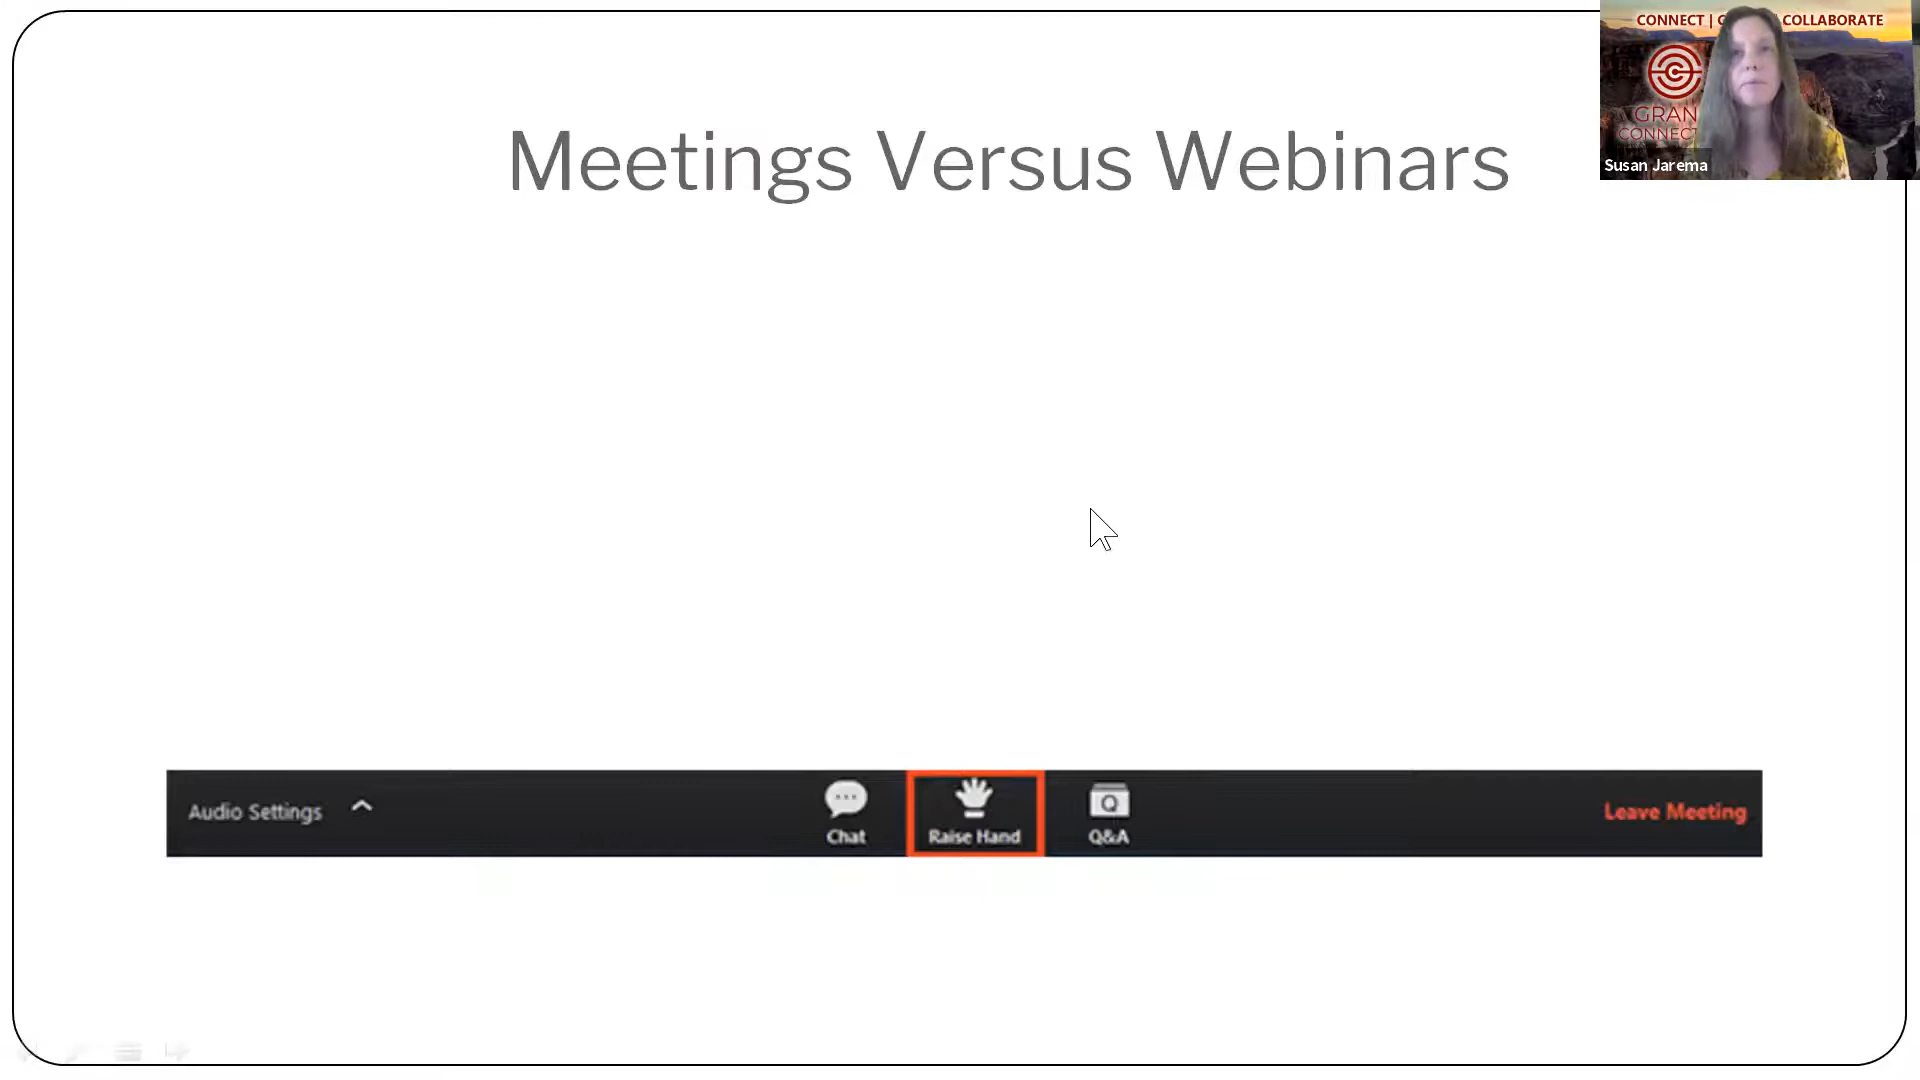 CONNECT | C COLLABORATE
GRAN
CONNECT
Susan Jarema
Meetings Versus Webinars
Audio Settings
Chat
Raise Hand
Q&A
Leave Meeting